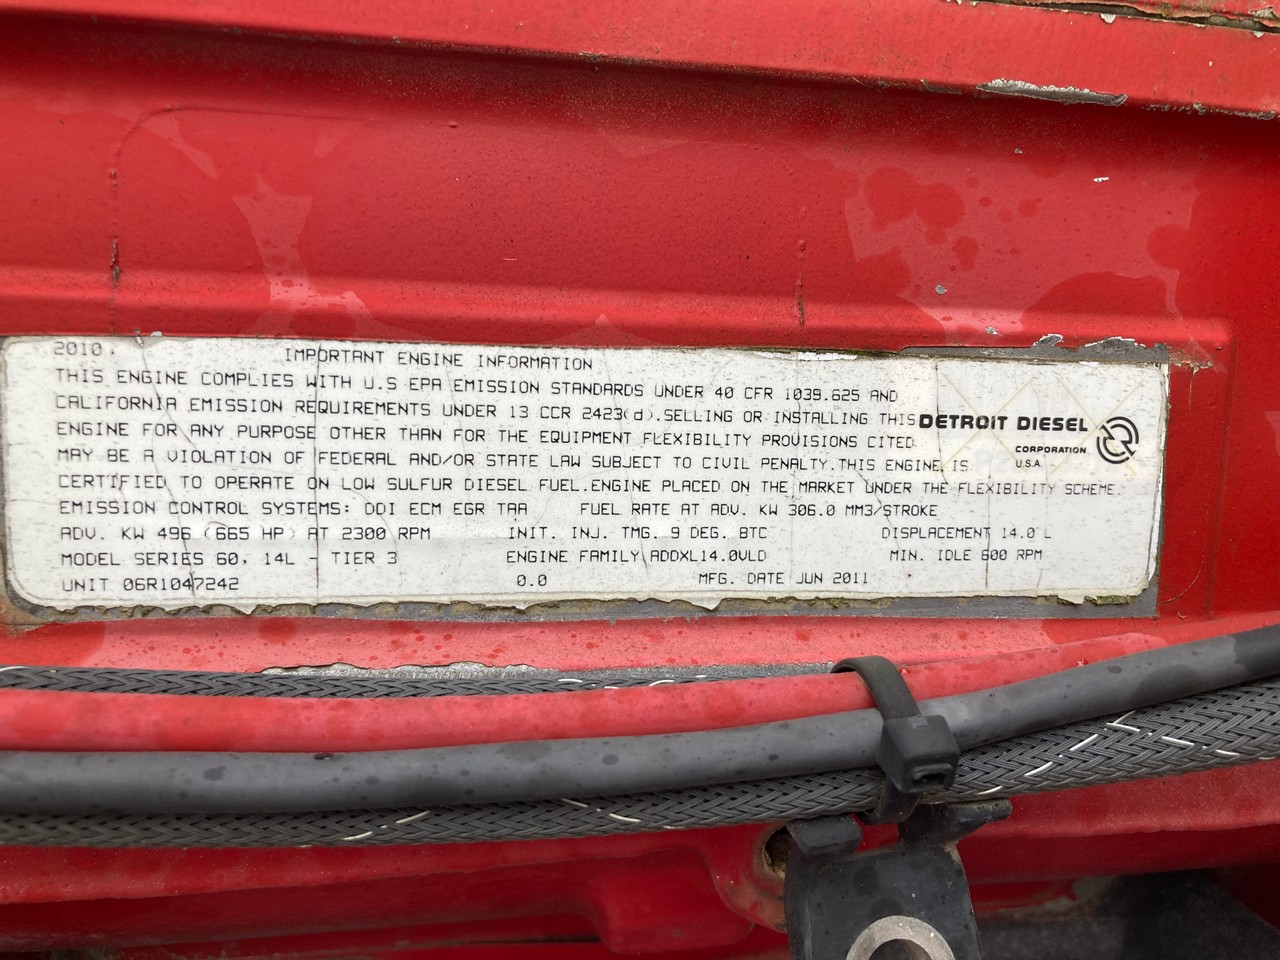 2010. IMPORTANT ENGINE INFORMATION
THIS ENGINE COMPLIES WITH U.S EPA EMISSION STANDARDS UNDER 40 CFR 1039.625 AND
CALIFORNIA EMISSION REQUIREMENTS UNDER 13 CCR 2423(d).SELLING OR INSTALLING THIS
ENGINE FOR ANY PURPOSE OTHER THAN FOR THE EQUIPMENT FLEXIBILITY PROVISIONS CITED
MAY BE A VIOLATION OF FEDERAL AND/OR STATE LAW SUBJECT TO CIVIL PENALTY.THIS ENGINE IS
CERTIFIED TO OPERATE ON LOW SULFUR DIESEL FUEL.ENGINE PLACED ON THE MARKET UNDER THE FLEXIBILITY SCHEME.
EMISSION CONTROL SYSTEMS: DDI ECM EGR TAA FUEL RATE AT ADV. KW 306.0 MM3/STROKE
ADV. KW 496 (665 HP) AT 2300 RPM INIT. INJ. TMG. 9 DEG. BTC DISPLACEMENT 14.0 L
MODEL SERIES 60, 14L - TIER 3 ENGINE FAMILY ADDXL14.0VLD MIN. IDLE 600 RPM
UNIT 06R1047242 0.0 MFG. DATE JUN 2011
DETROIT DIESEL
CORPORATION
U.S.A.